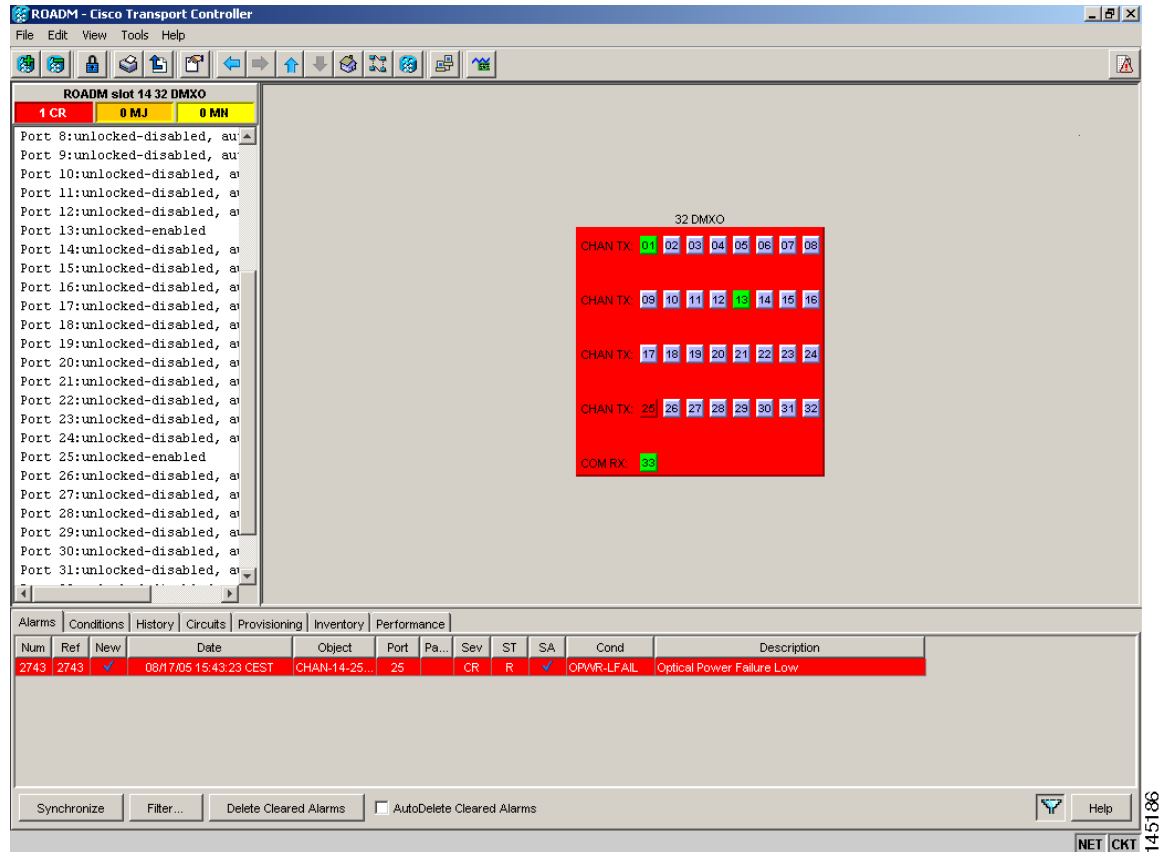 ROADM - Cisco Transport Controller
File Edit View Tools Help
ROADM slot 14 32 DMXO
1 CR 0 MJ 0 MN
Port 8:unlocked-disabled, au
Port 9:unlocked-disabled, au
Port 10:unlocked-disabled, a
Port 11:unlocked-disabled, a
Port 12:unlocked-disabled, a
Port 13:unlocked-enabled
Port 14:unlocked-disabled, a
Port 15:unlocked-disabled, a
Port 16:unlocked-disabled, a
Port 17:unlocked-disabled, a
Port 18:unlocked-disabled, a
Port 19:unlocked-disabled, a
Port 20:unlocked-disabled, a
Port 21:unlocked-disabled, a
Port 22:unlocked-disabled, a
Port 23:unlocked-disabled, a
Port 24:unlocked-disabled, a
Port 25:unlocked-enabled
Port 26:unlocked-disabled, a
Port 27:unlocked-disabled, a
Port 28:unlocked-disabled, a
Port 29:unlocked-disabled, a
Port 30:unlocked-disabled, a
Port 31:unlocked-disabled, a
32 DMXO
CHAN TX: 01 02 03 04 05 06 07 08
CHAN TX: 09 10 11 12 13 14 15 16
CHAN TX: 17 18 19 20 21 22 23 24
CHAN TX: 25 26 27 28 29 30 31 32
COM RX: 33
Alarms Conditions History Circuits Provisioning Inventory Performance
Num Ref New Date Object Port Pa... Sev ST SA Cond Description
2743 2743 08/17/05 15:43:23 CEST CHAN-14-25... 25 CR R OPWR-LFAIL Optical Power Failure Low
Synchronize Filter... Delete Cleared Alarms AutoDelete Cleared Alarms Help
NET CKT
145186